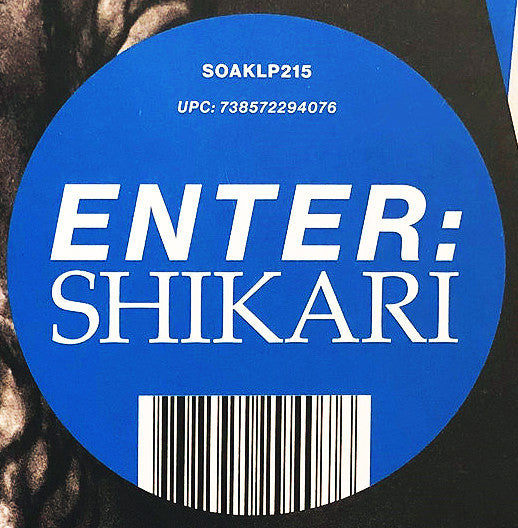 SOAKLP215
UPC: 738572294076
ENTER:
SHIKARI